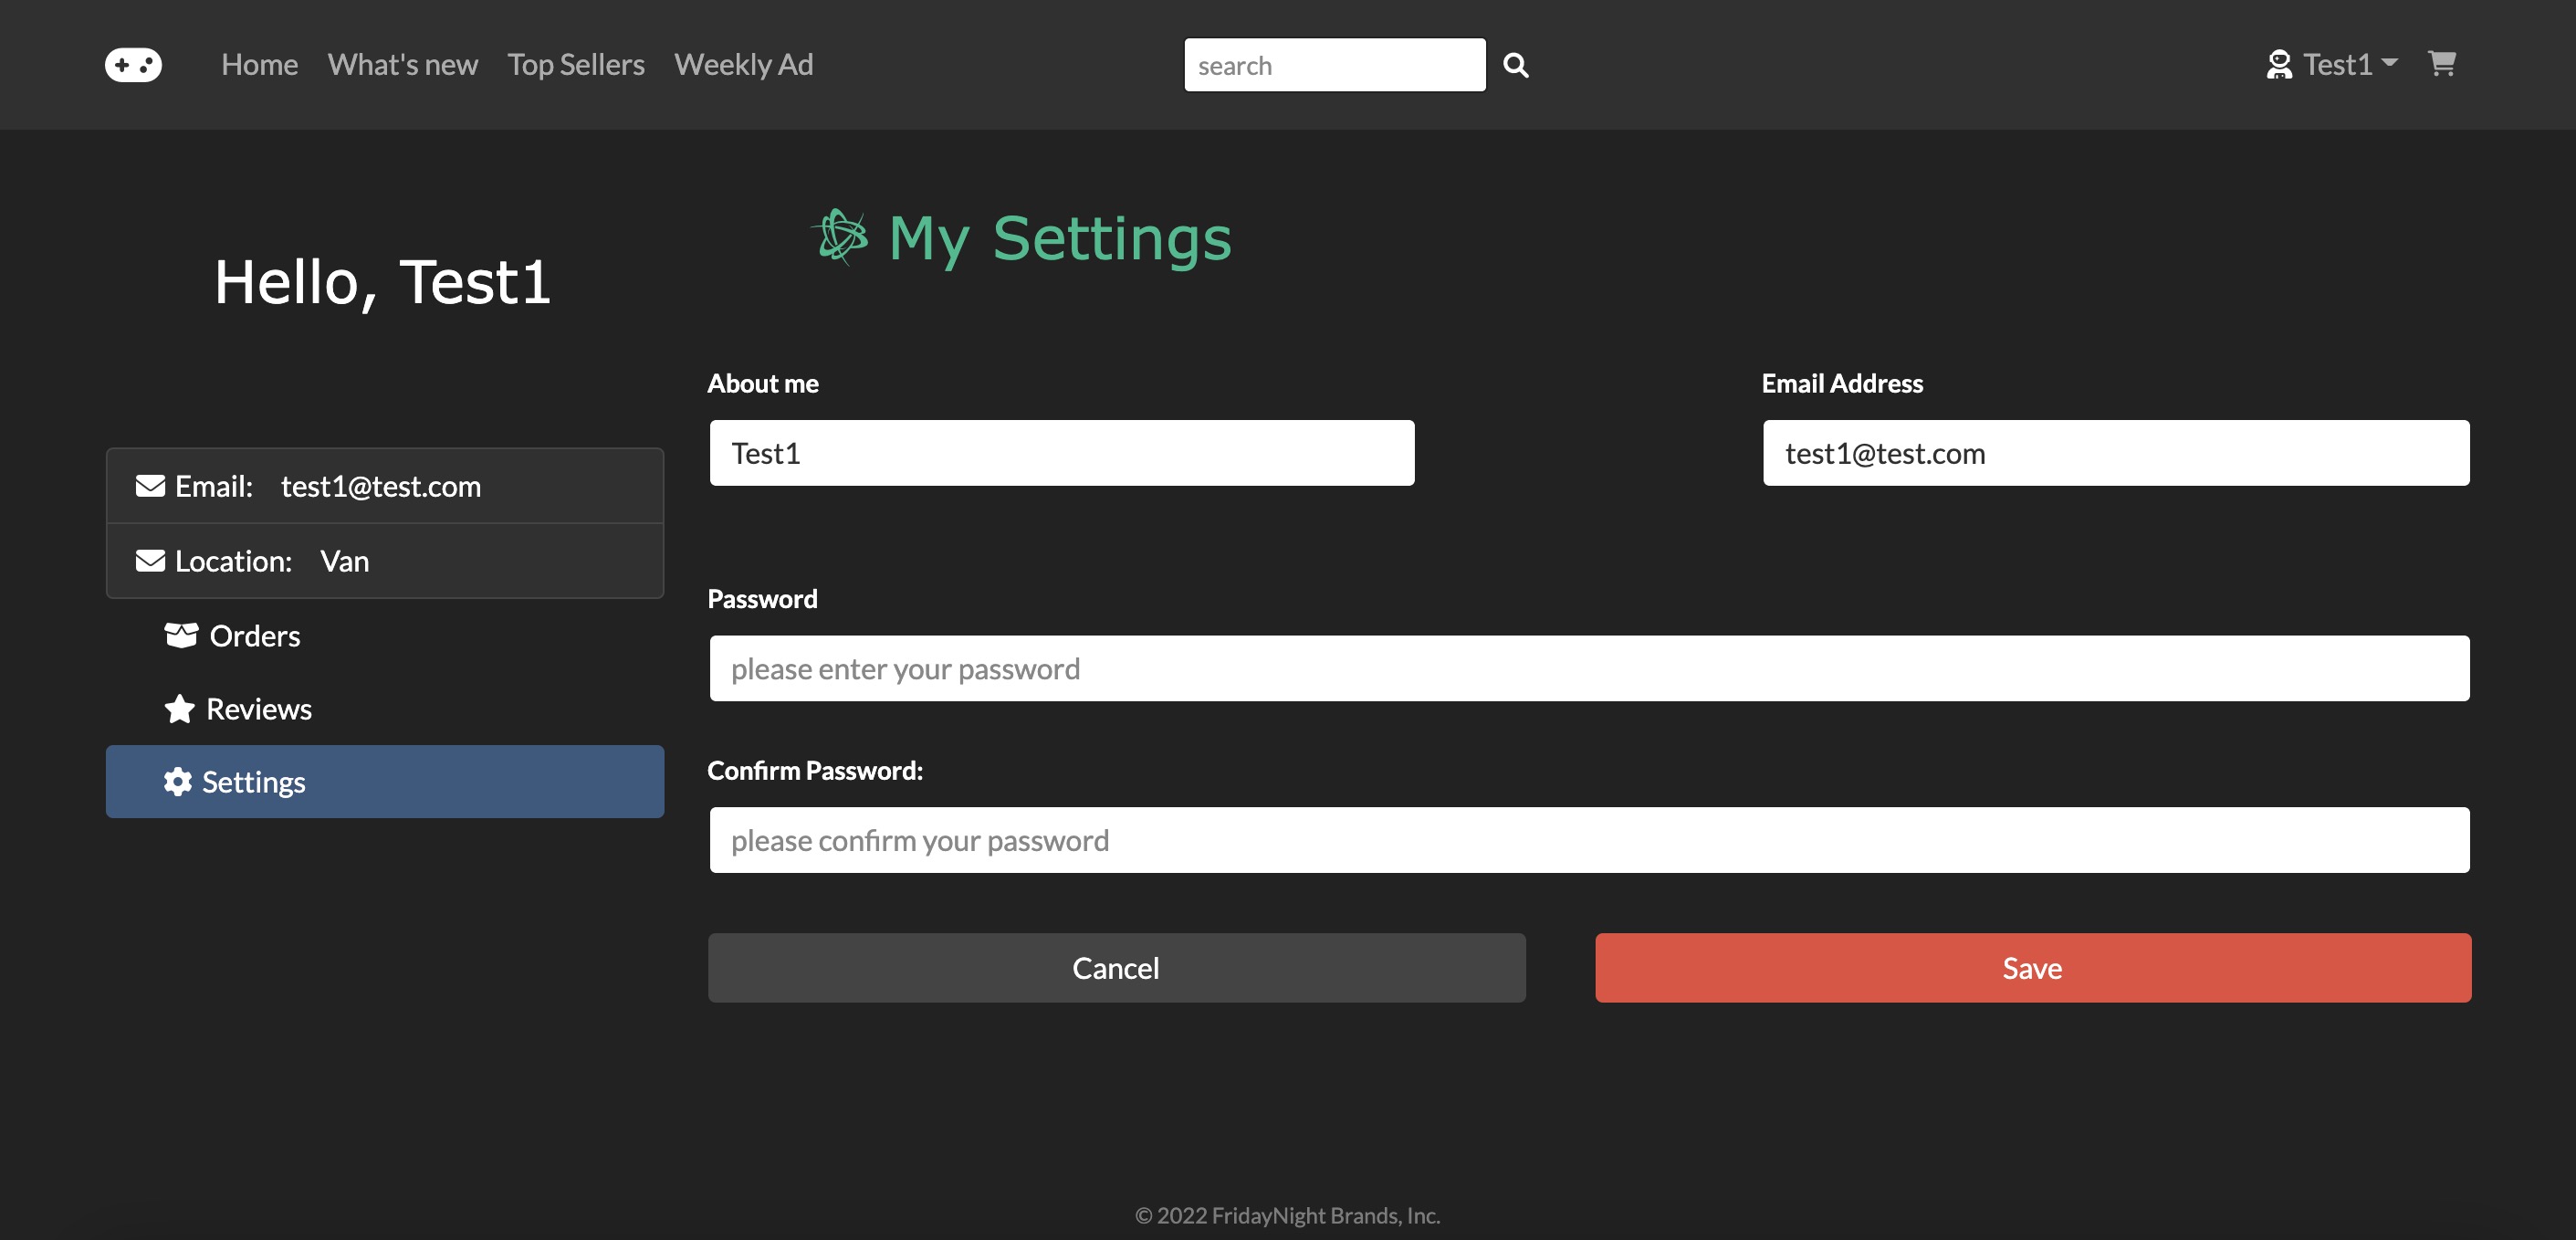 Home What's new Top Sellers Weekly Ad search Test1
My Settings
Hello, Test1
Email: test1@test.com
Location: Van
Orders
Reviews
Settings
About me
Test1
Email Address
test1@test.com
Password
please enter your password
Confirm Password:
please confirm your password
Cancel Save
© 2022 FridayNight Brands, Inc.